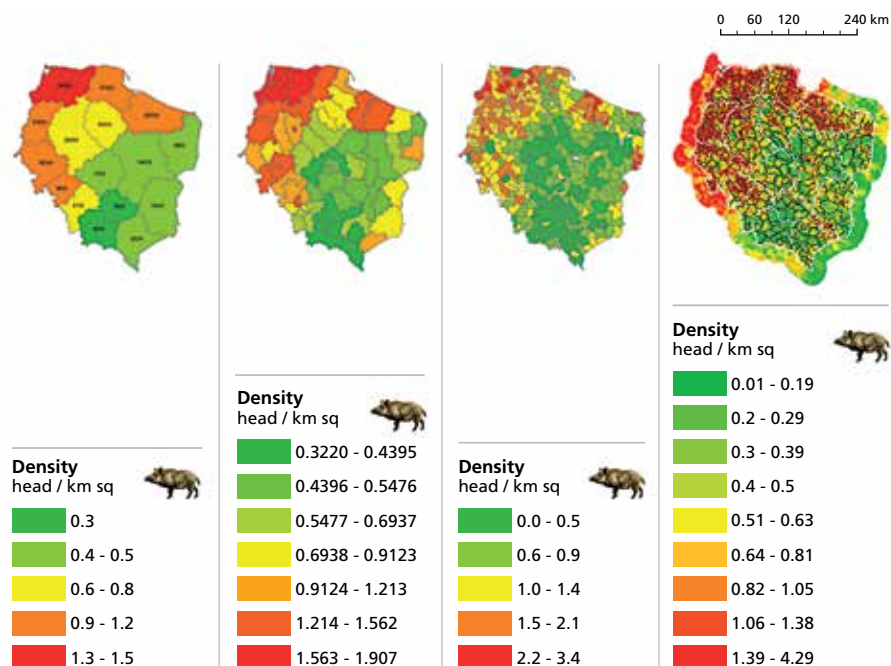 0 60 120 240 km
Density
head / km sq
0.3
0.4 - 0.5
0.6 - 0.8
0.9 - 1.2
1.3 - 1.5
Density
head / km sq
0.3220 - 0.4395
0.4396 - 0.5476
0.5477 - 0.6937
0.6938 - 0.9123
0.9124 - 1.213
1.214 - 1.562
1.563 - 1.907
Density
head / km sq
0.0 - 0.5
0.6 - 0.9
1.0 - 1.4
1.5 - 2.1
2.2 - 3.4
Density
head / km sq
0.01 - 0.19
0.2 - 0.29
0.3 - 0.39
0.4 - 0.5
0.51 - 0.63
0.64 - 0.81
0.82 - 1.05
1.06 - 1.38
1.39 - 4.29